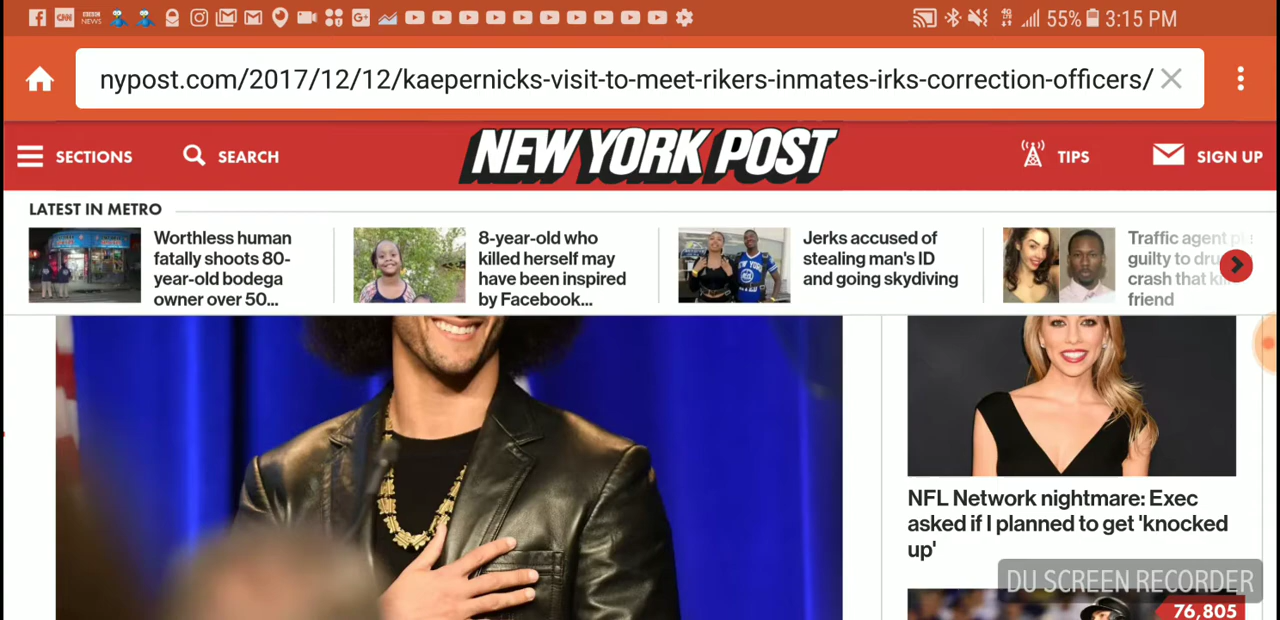 CNN
BBC
NEWS
G+
55%
3:15 PM
nypost.com/2017/12/12/kaepernicks-visit-to-meet-rikers-inmates-irks-correction-officers/
SECTIONS
SEARCH
NEW YORK POST
TIPS
SIGN UP
LATEST IN METRO
Worthless human
fatally shoots 80-
year-old bodega
owner over 50...
8-year-old who
killed herself may
have been inspired
by Facebook...
Jerks accused of
stealing man's ID
and going skydiving
Traffic agent
guilty to
crash that
friend
NFL Network nightmare: Exec
asked if I planned to get 'knocked
up'
DU SCREEN RECORDER
76,805